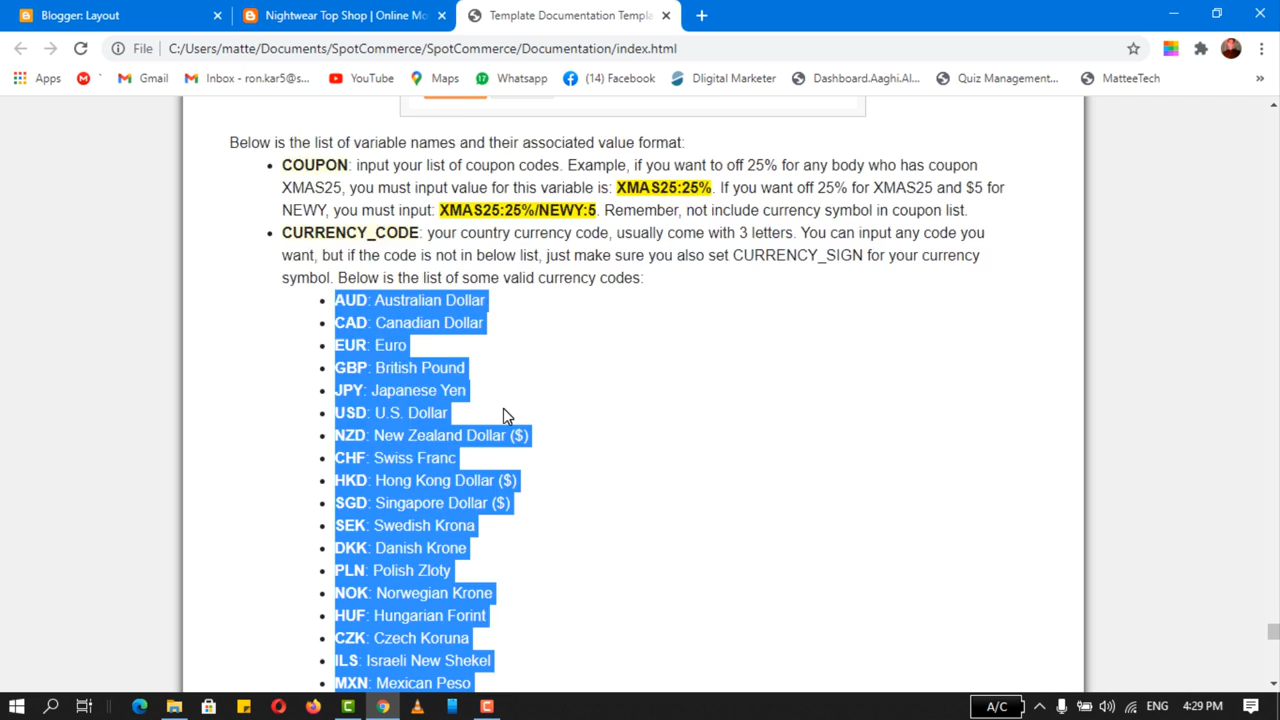 Blogger: Layout
Nightwear Top Shop | Online Mo
Template Documentation Templa
File
C:/Users/matte/Documents/SpotCommerce/SpotCommerce/Documentation/index.html
Apps
Gmail
Inbox - ron.kar5@s...
YouTube
Maps
Whatsapp
(14) Facebook
DIigital Marketer
Dashboard.Aaghi.Al...
Quiz Management...
MatteeTech
»
Below is the list of variable names and their associated value format:
COUPON: input your list of coupon codes. Example, if you want to off 25% for any body who has coupon
XMAS25, you must input value for this variable is: XMAS25:25%. If you want off 25% for XMAS25 and $5 for
NEWY, you must input: XMAS25:25%/NEWY:5. Remember, not include currency symbol in coupon list.
CURRENCY_CODE: your country currency code, usually come with 3 letters. You can input any code you
want, but if the code is not in below list, just make sure you also set CURRENCY_SIGN for your currency
symbol. Below is the list of some valid currency codes:
AUD: Australian Dollar
CAD: Canadian Dollar
EUR: Euro
GBP: British Pound
JPY: Japanese Yen
USD: U.S. Dollar
NZD: New Zealand Dollar ($)
CHF: Swiss Franc
HKD: Hong Kong Dollar ($)
SGD: Singapore Dollar ($)
SEK: Swedish Krona
DKK: Danish Krone
PLN: Polish Zloty
NOK: Norwegian Krone
HUF: Hungarian Forint
CZK: Czech Koruna
ILS: Israeli New Shekel
MXN: Mexican Peso
A/C
ENG
4:29 PM